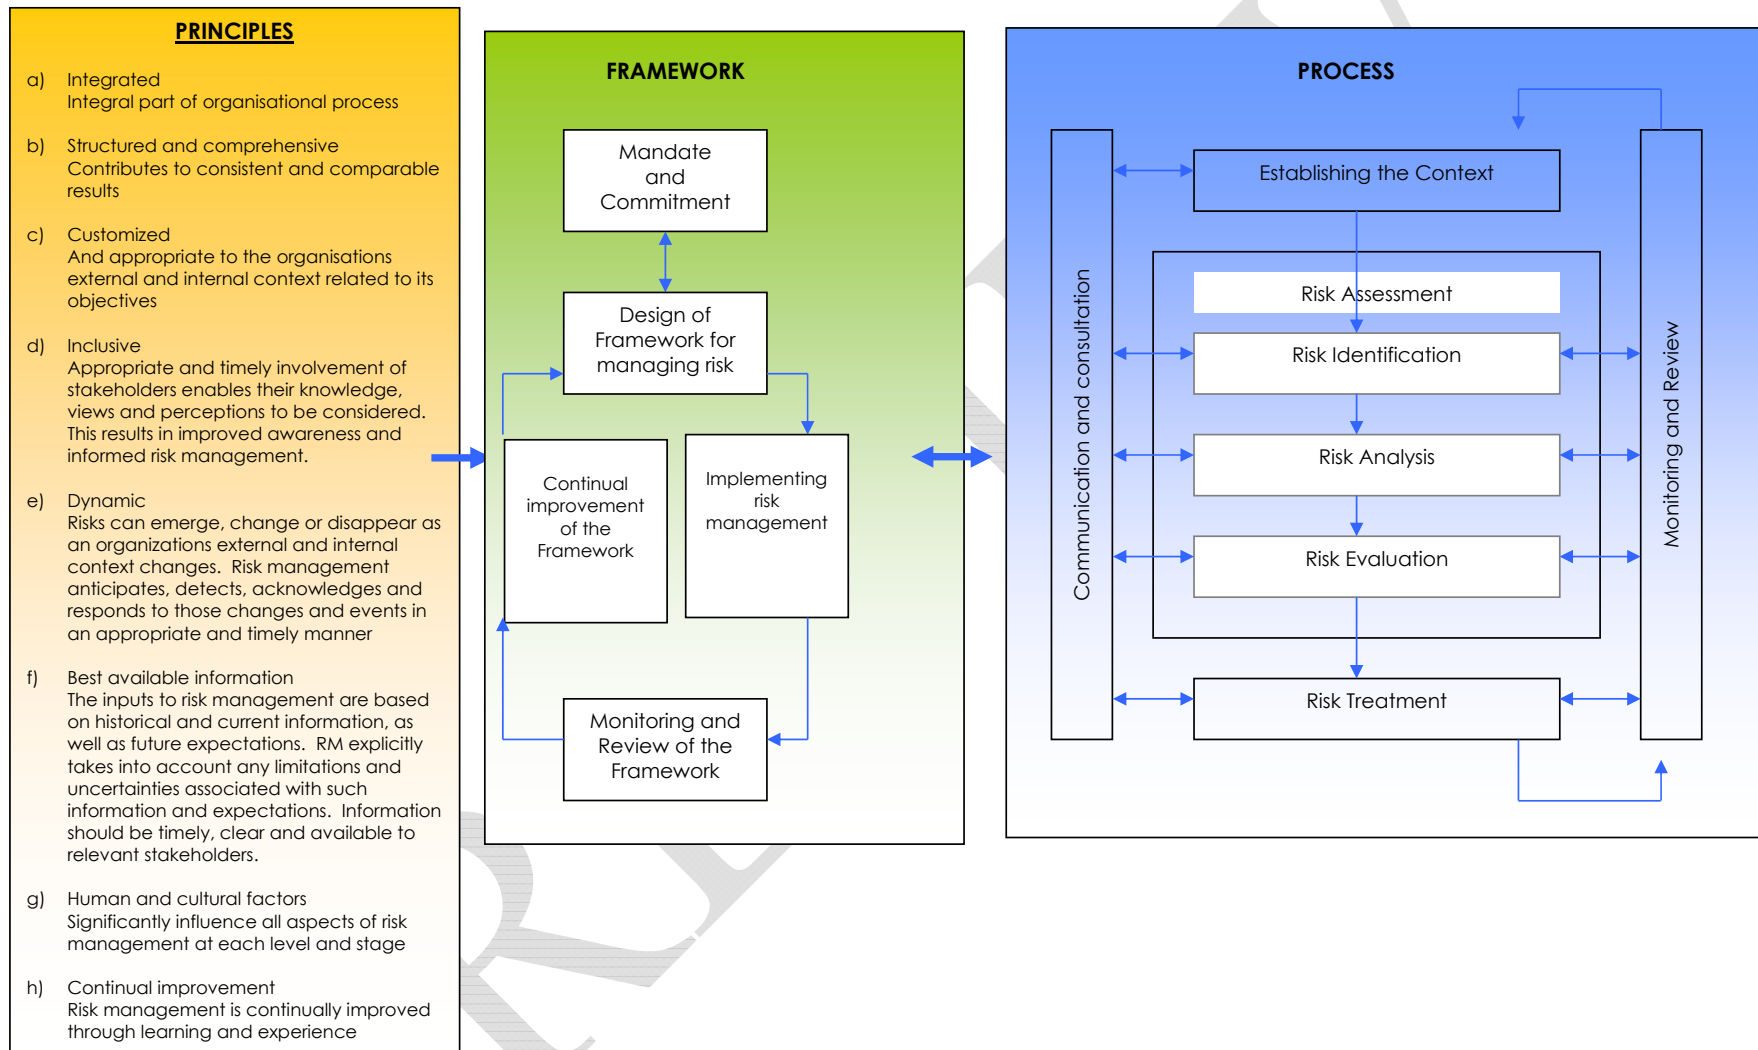 PRINCIPLES
a) Integrated
Integral part of organisational process
b) Structured and comprehensive
Contributes to consistent and comparable
results
c) Customized
And appropriate to the organisations
external and internal context related to its
objectives
d) Inclusive
Appropriate and timely involvement of
stakeholders enables their knowledge,
views and perceptions to be considered.
This results in improved awareness and
informed risk management.
e) Dynamic
Risks can emerge, change or disappear as
an organizations external and internal
context changes. Risk management
anticipates, detects, acknowledges and
responds to those changes and events in
an appropriate and timely manner
f) Best available information
The inputs to risk management are based
on historical and current information, as
well as future expectations. RM explicitly
takes into account any limitations and
uncertainties associated with such
information and expectations. Information
should be timely, clear and available to
relevant stakeholders.
g) Human and cultural factors
Significantly influence all aspects of risk
management at each level and stage
h) Continual improvement
Risk management is continually improved
through learning and experience
FRAMEWORK
Mandate
and
Commitment
Design of
Framework for
managing risk
Continual
improvement
of the
Framework
Implementing
risk
management
Monitoring and
Review of the
Framework
PROCESS
Communication and consultation
Establishing the Context
Risk Assessment
Risk Identification
Risk Analysis
Risk Evaluation
Risk Treatment
Monitoring and Review